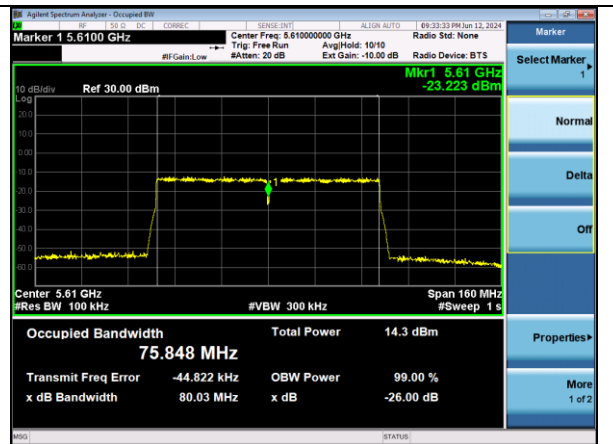 Agilent Spectrum Analyzer - Occupied BW
RF 50 Ω DC CORREC SENSE:INT ALIGN AUTO 09:33:33 PM Jun 12, 2024
Marker 1 5.6100 GHz
Center Freq: 5.610000000 GHz Radio Std: None
Trig: Free Run Avg|Hold: 10/10
#IFGain:Low #Atten: 20 dB Ext Gain: -10.00 dB Radio Device: BTS
Mkr1 5.61 GHz
-23.223 dBm
10 dB/div Ref 30.00 dBm
Log
20.0
10.0
0.00
-10.0
-20.0
-30.0
-40.0
-50.0
-60.0
1
Center 5.61 GHz Span 160 MHz
#Res BW 100 kHz #VBW 300 kHz #Sweep 1 s
Occupied Bandwidth Total Power 14.3 dBm
75.848 MHz
Transmit Freq Error -44.822 kHz OBW Power 99.00 %
x dB Bandwidth 80.03 MHz x dB -26.00 dB
MSG STATUS
Marker
Select Marker
1
Normal
Delta
Off
Properties
More
1 of 2